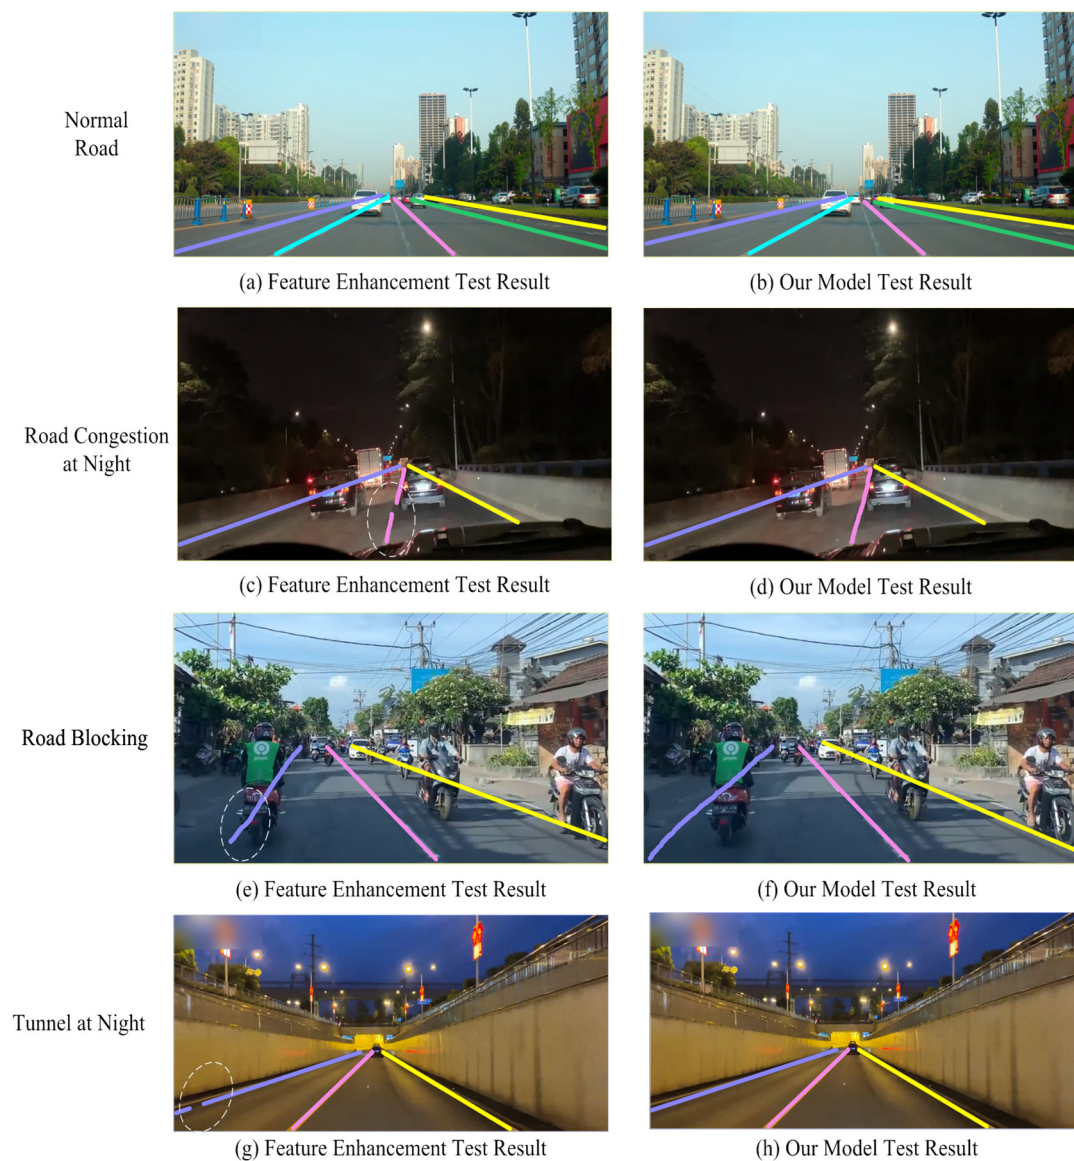 Normal
Road
(a) Feature Enhancement Test Result
(b) Our Model Test Result
Road Congestion
at Night
(c) Feature Enhancement Test Result
(d) Our Model Test Result
Road Blocking
(e) Feature Enhancement Test Result
(f) Our Model Test Result
Tunnel at Night
(g) Feature Enhancement Test Result
(h) Our Model Test Result